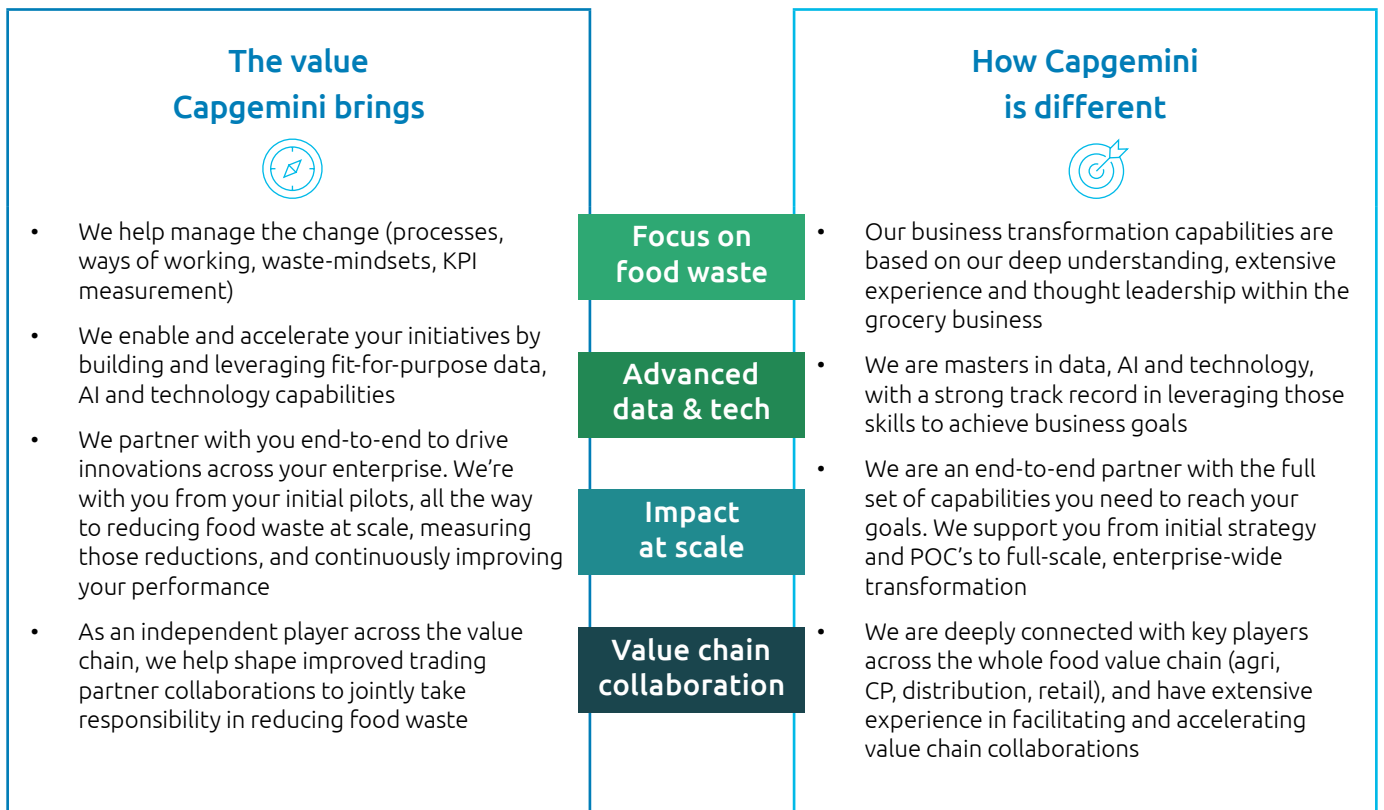 The value
Capgemini brings
• We help manage the change (processes,
ways of working, waste-mindsets, KPI
measurement)
• We enable and accelerate your initiatives by
building and leveraging fit-for-purpose data,
AI and technology capabilities
• We partner with you end-to-end to drive
innovations across your enterprise. We’re
with you from your initial pilots, all the way
to reducing food waste at scale, measuring
those reductions, and continuously improving
your performance
• As an independent player across the value
chain, we help shape improved trading
partner collaborations to jointly take
responsibility in reducing food waste
Focus on
food waste
Advanced
data & tech
Impact
at scale
Value chain
collaboration
How Capgemini
is different
• Our business transformation capabilities are
based on our deep understanding, extensive
experience and thought leadership within the
grocery business
• We are masters in data, AI and technology,
with a strong track record in leveraging those
skills to achieve business goals
• We are an end-to-end partner with the full
set of capabilities you need to reach your
goals. We support you from initial strategy
and POC’s to full-scale, enterprise-wide
transformation
• We are deeply connected with key players
across the whole food value chain (agri,
CP, distribution, retail), and have extensive
experience in facilitating and accelerating
value chain collaborations